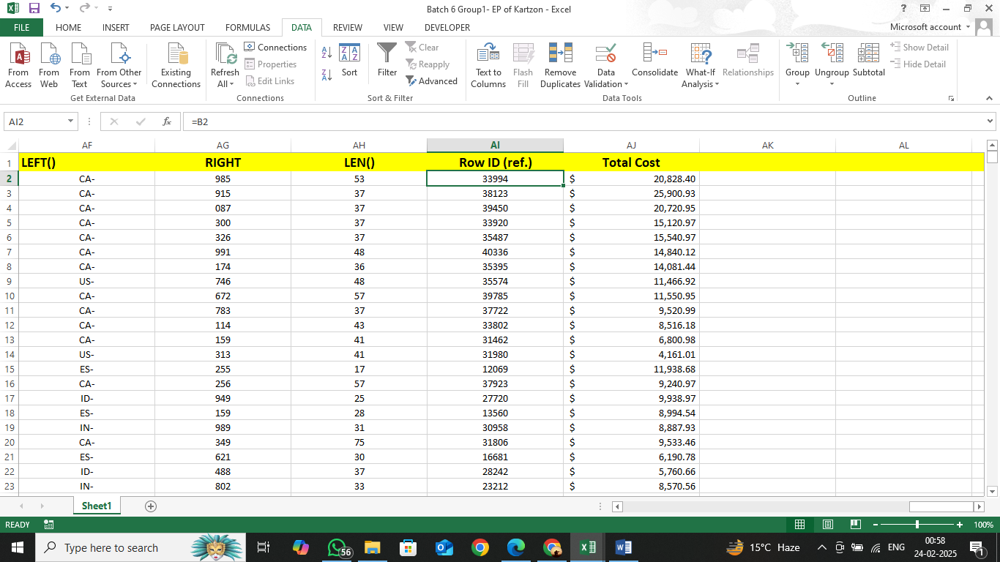 Batch 6 Group1- EP of Kartzon - Excel
?
FILE HOME INSERT PAGE LAYOUT FORMULAS DATA REVIEW VIEW DEVELOPER Microsoft account
From Access From Web From Text From Other Sources Existing Connections Refresh All Connections Properties Edit Links Sort Filter Clear Reapply Advanced Text to Columns Flash Fill Remove Duplicates Data Validation Consolidate What-If Analysis Relationships Group Ungroup Subtotal Show Detail Hide Detail
Get External Data Connections Sort & Filter Data Tools Outline
AI2 fx =B2
AF AG AH AI AJ AK AL
1 LEFT() RIGHT LEN() Row ID (ref.) Total Cost
2 CA- 985 53 33994 $ 20,828.40
3 CA- 915 37 38123 $ 25,900.93
4 CA- 087 37 39450 $ 20,720.95
5 CA- 300 37 33920 $ 15,120.97
6 CA- 326 37 35487 $ 15,540.97
7 CA- 991 48 40336 $ 14,840.12
8 CA- 174 36 35395 $ 14,081.44
9 US- 746 48 35574 $ 11,466.92
10 CA- 672 57 39785 $ 11,550.95
11 CA- 783 37 37722 $ 9,520.99
12 CA- 114 43 33802 $ 8,516.18
13 CA- 159 41 31462 $ 6,800.98
14 US- 313 41 31980 $ 4,161.01
15 ES- 255 17 12069 $ 11,938.68
16 CA- 256 57 37923 $ 9,240.97
17 ID- 949 25 27720 $ 9,938.97
18 ES- 159 28 13560 $ 8,994.54
19 IN- 989 31 30958 $ 8,887.93
20 CA- 349 75 31806 $ 9,533.46
21 ES- 621 30 16681 $ 6,190.78
22 ID- 488 37 28242 $ 5,760.66
23 IN- 802 33 23212 $ 8,570.56
Sheet1
READY 100%
Type here to search 56 15°C Haze ENG 00:58
24-02-2025 1